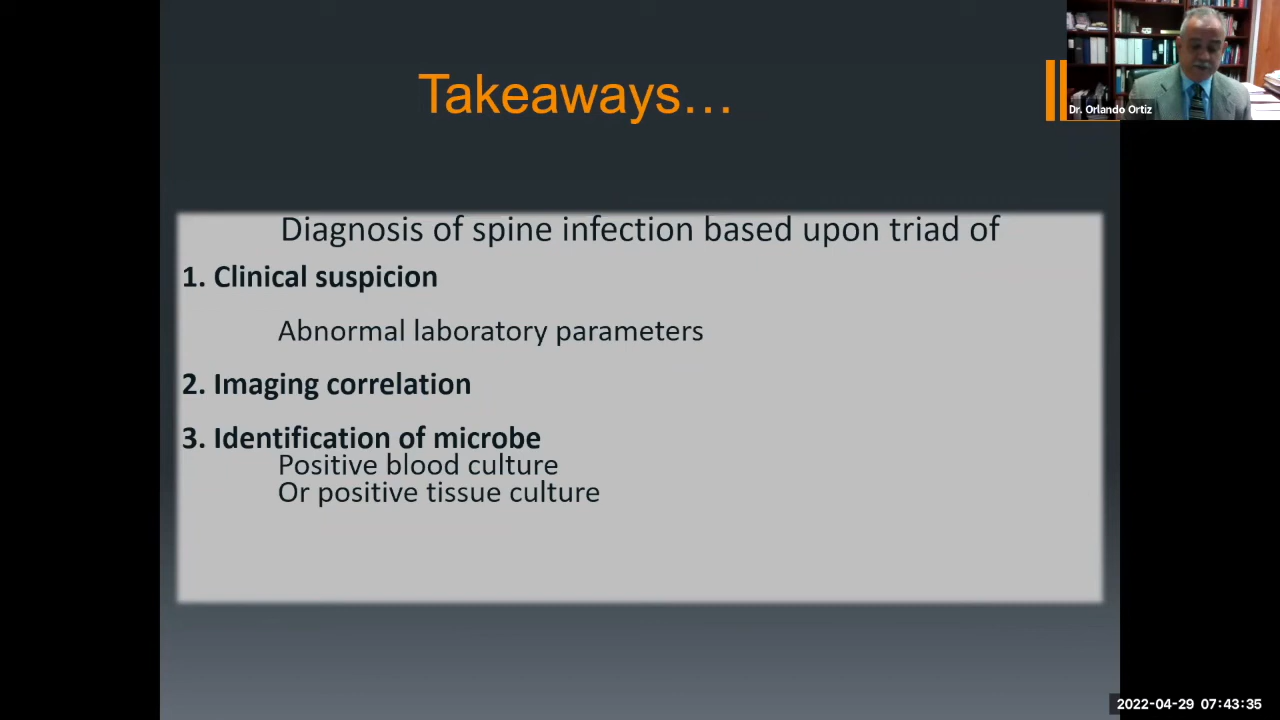 Takeaways…
Dr. Orlando Ortiz
Diagnosis of spine infection based upon triad of
1. Clinical suspicion
Abnormal laboratory parameters
2. Imaging correlation
3. Identification of microbe
Positive blood culture
Or positive tissue culture
2022-04-29 07:43:35